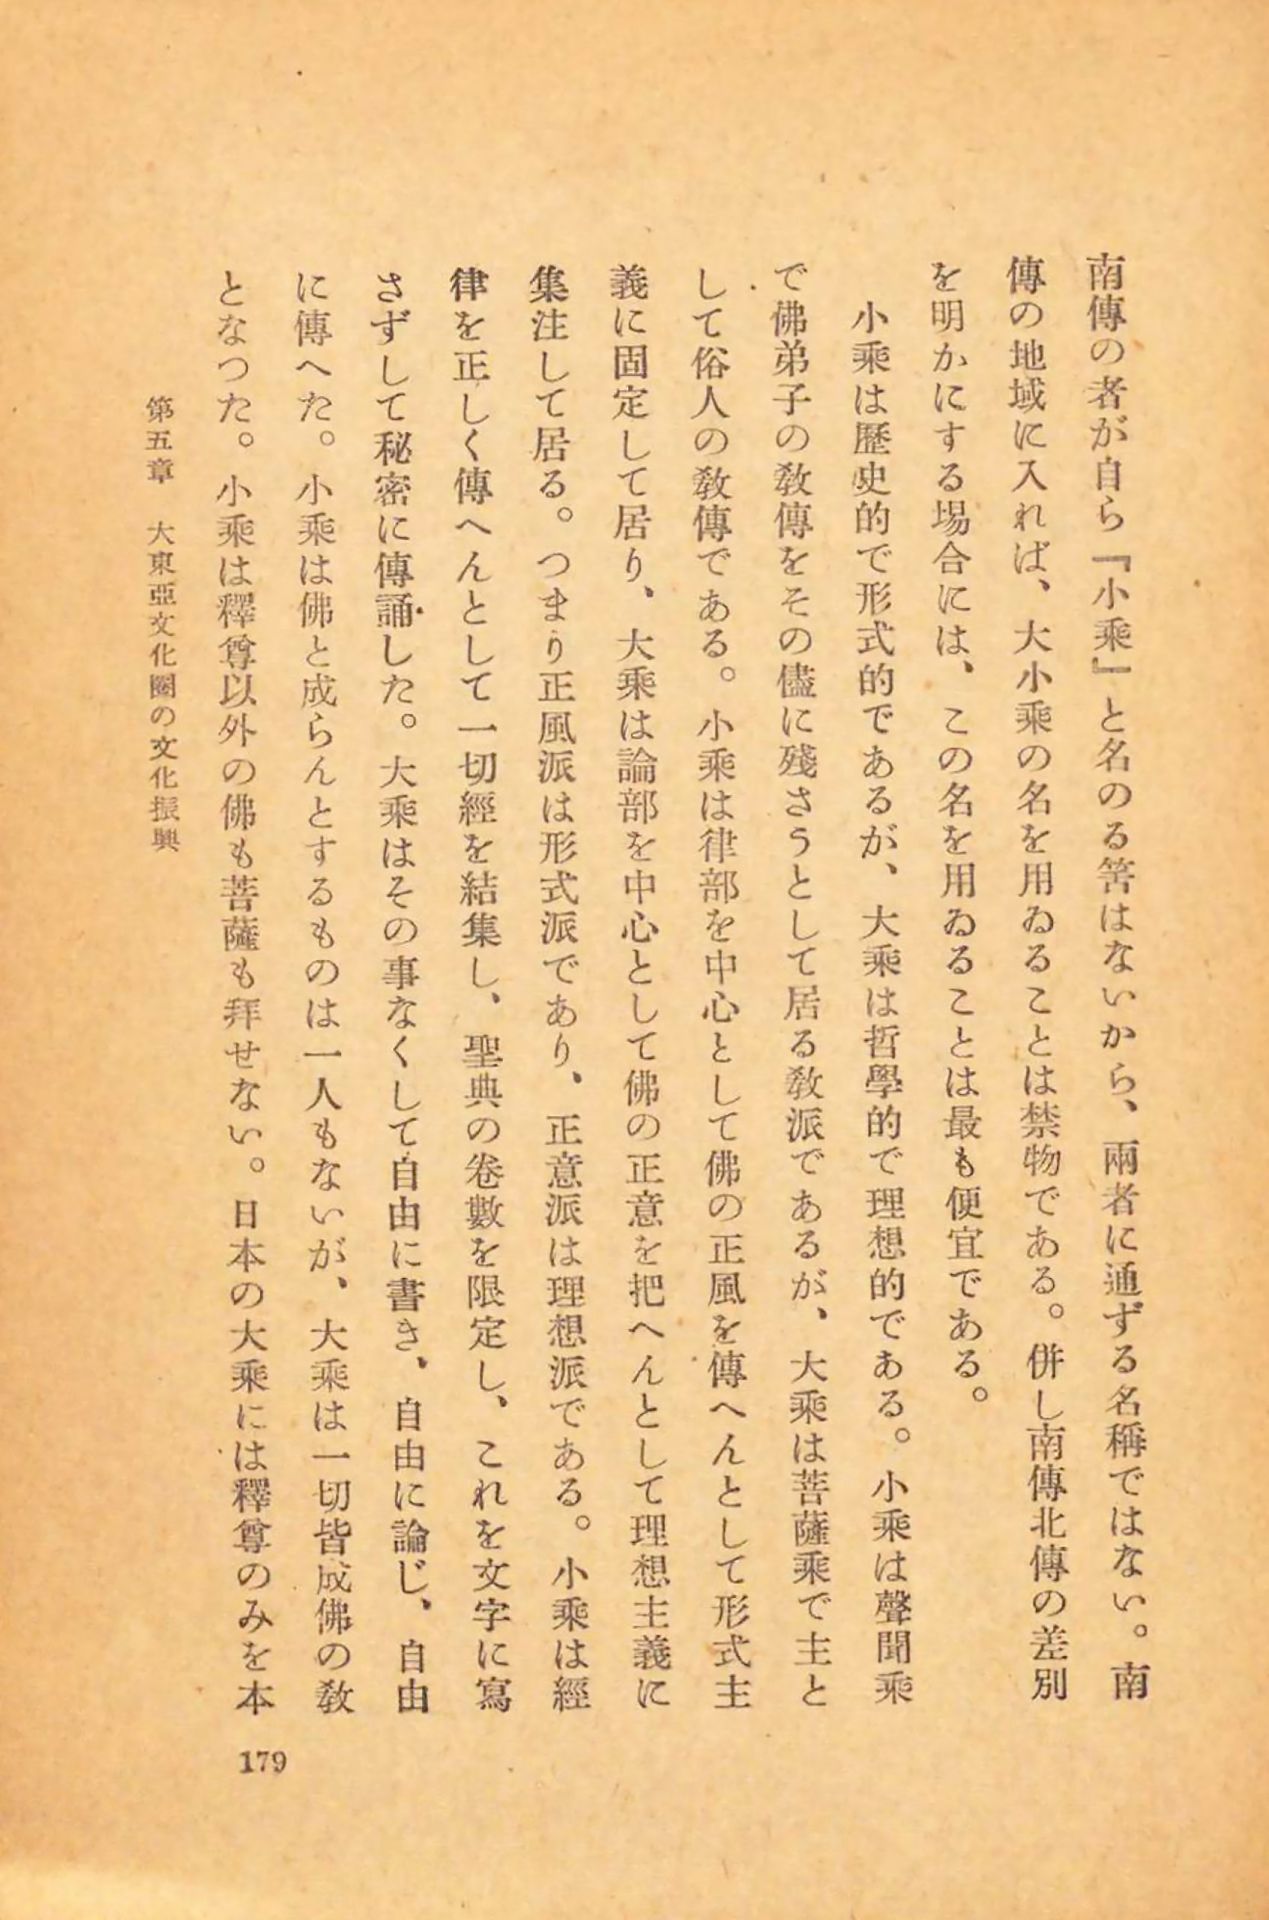 南傳の者が自ら『小乘』と名のる筈はないから、兩者に通ずる名稱ではない。南
傳の地域に入れば、大小乘の名を用ゐることは禁物である。併し南傳北傳の差別
を明かにする場合には、この名を用ゐることは最も便宜である。
小乘は歷史的で形式的であるが、大乘は哲學的で理想的である。小乘は聲聞乘
で佛弟子の敎傳をその儘に殘さうとして居る敎派であるが、大乘は菩薩乘で主と
して俗人の敎傳である。小乘は律部を中心として佛の正風を傳へんとして形式主
義に固定して居り、大乘は論部を中心として佛の正意を把へんとして理想主義に
集注して居る。つまり正風派は形式派であり、正意派は理想派である。小乘は經
律を正しく傳へんとして一切經を結集し、聖典の卷數を限定し、これを文字に寫
さずして秘密に傳誦した。大乘はその事なくして自由に書き、自由に論じ、自由
に傳へた。小乘は佛と成らんとするものは一人もないが、大乘は一切皆成佛の敎
となつた。小乘は釋尊以外の佛も菩薩も拜せない。日本の大乘には釋尊のみを本
第五章　大東亞文化圈の文化振興
179